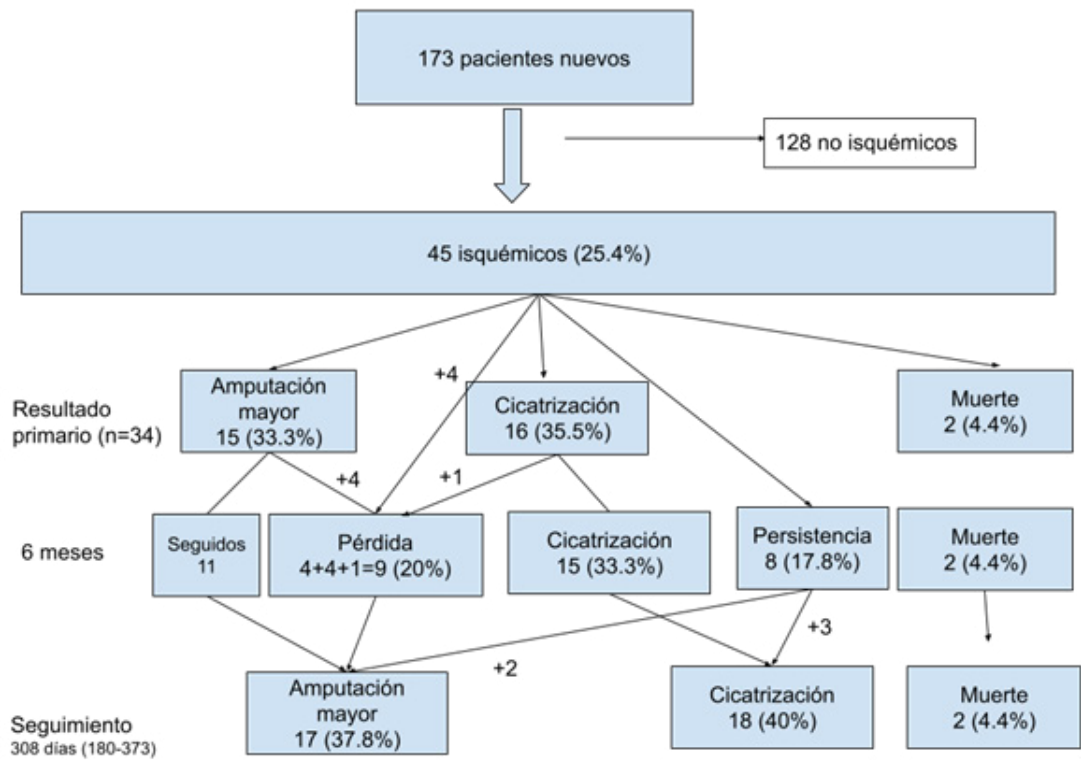 173 pacientes nuevos
128 no isquémicos
45 isquémicos (25.4%)
Resultado
primario (n=34)
Amputación
mayor
15 (33.3%)
+4
Cicatrización
16 (35.5%)
Muerte
2 (4.4%)
+4
+1
6 meses
Seguidos
11
Pérdida
4+4+1=9 (20%)
Cicatrización
15 (33.3%)
Persistencia
8 (17.8%)
Muerte
2 (4.4%)
+2
+3
Seguimiento
308 días (180-373)
Amputación
mayor
17 (37.8%)
Cicatrización
18 (40%)
Muerte
2 (4.4%)